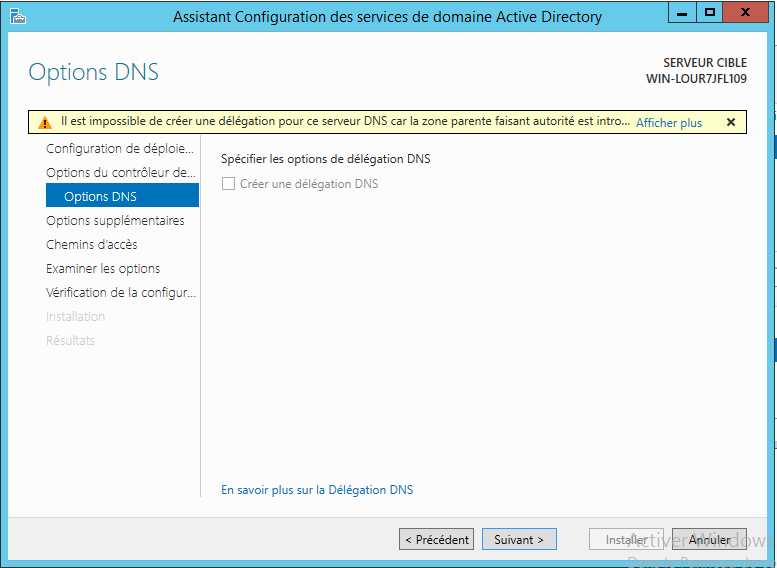 Assistant Configuration des services de domaine Active Directory
Options DNS
SERVEUR CIBLE
WIN-LOUR7JFL109
Il est impossible de créer une délégation pour ce serveur DNS car la zone parente faisant autorité est intro... Afficher plus
Configuration de déploie...
Options du contrôleur de...
Options DNS
Options supplémentaires
Chemins d'accès
Examiner les options
Vérification de la configur...
Installation
Résultats
Spécifier les options de délégation DNS
Créer une délégation DNS
En savoir plus sur la Délégation DNS
< Précédent
Suivant >
Installer
Annuler
Activer Windows